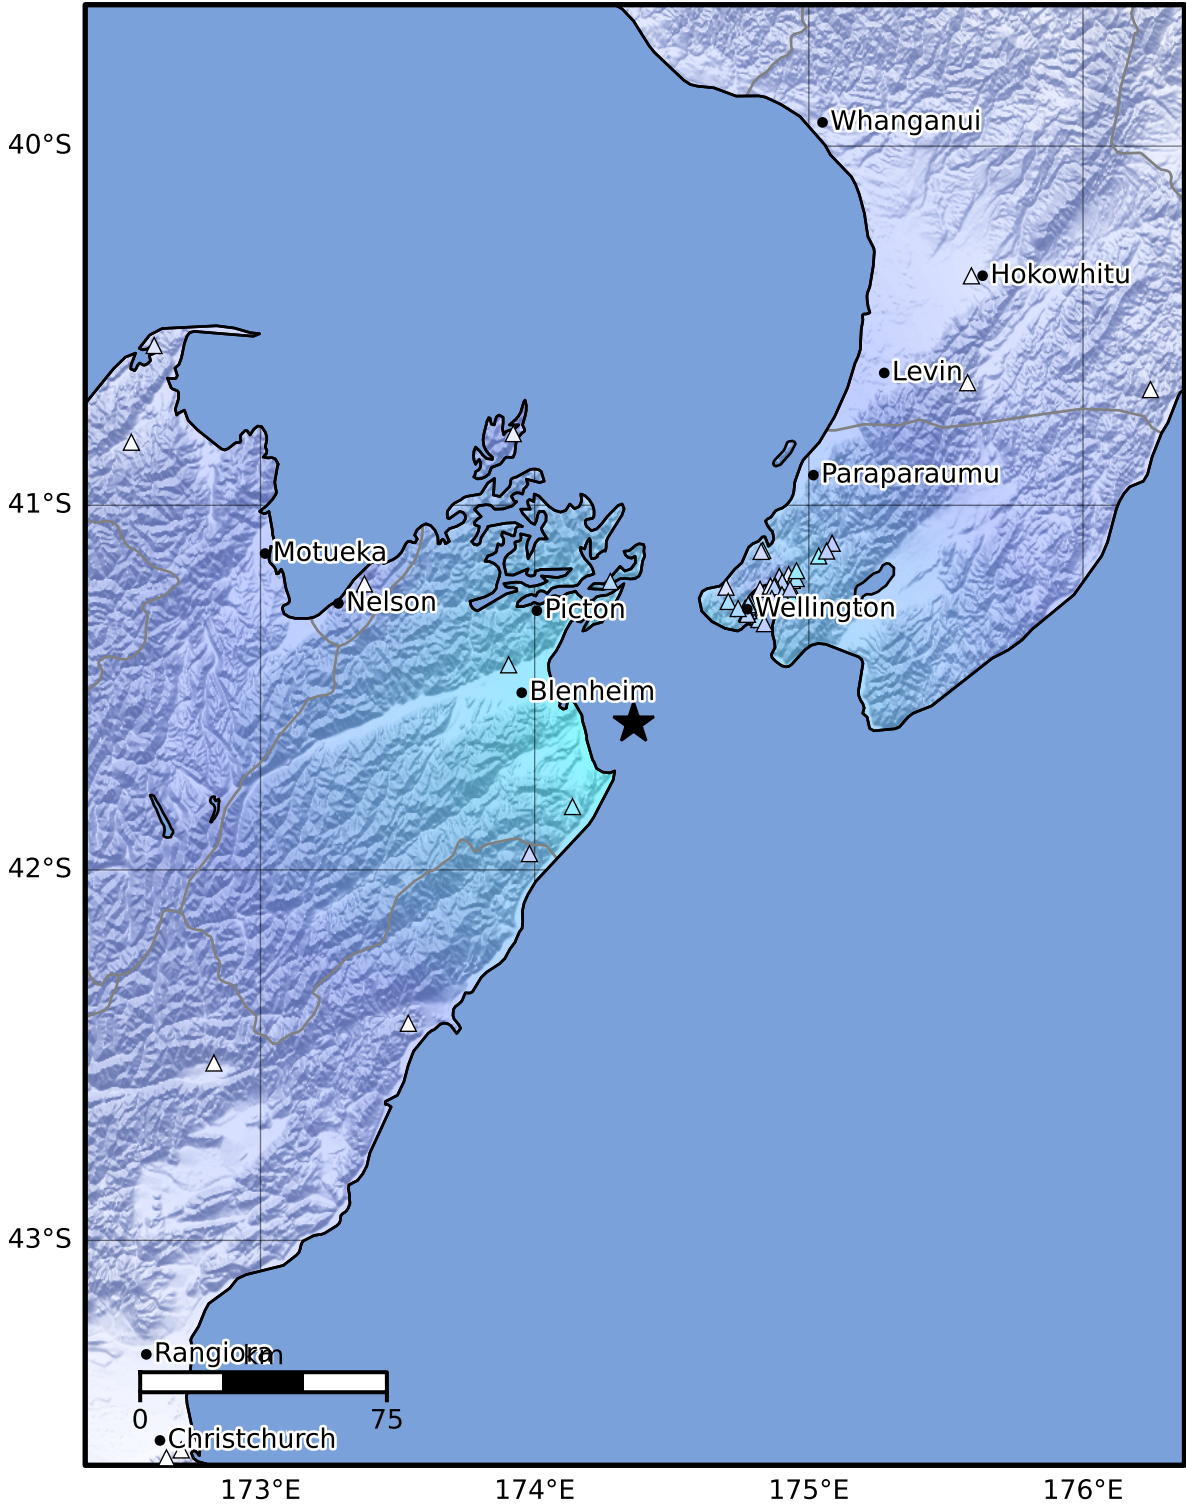 Whanganui
40°S
Hokowhitu
Levin
Paraparaumu
41°S
Motueka
Nelson
Picton
Wellington
Blenheim
42°S
43°S
Rangiora
km
0
75
Christchurch
173°E
174°E
175°E
176°E